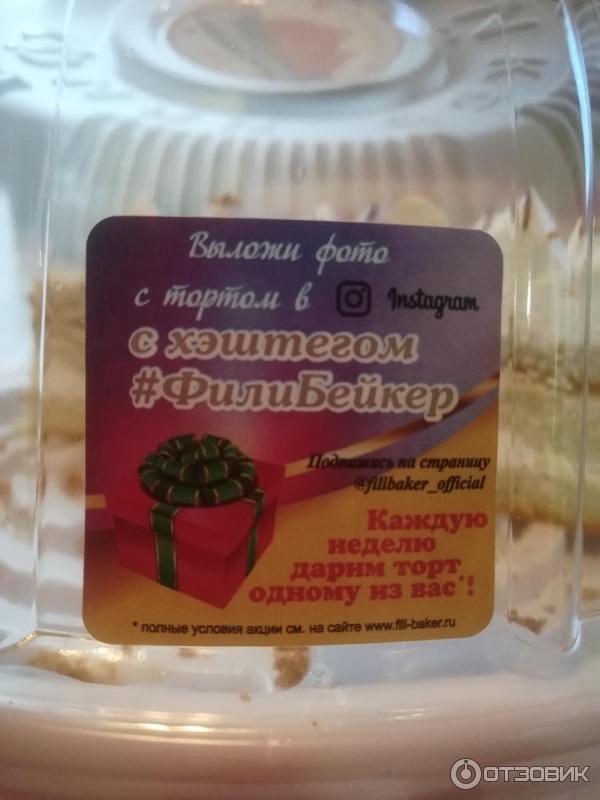 Выложи фото
с тортом в Instagram
с хэштегом
#ФилиБейкер
Подпишись на страницу
@filibaker_official
Каждую
неделю
дарим торт
одному из вас*!
* полные условия акции см. на сайте www.fili-baker.ru
ОТЗОВИК